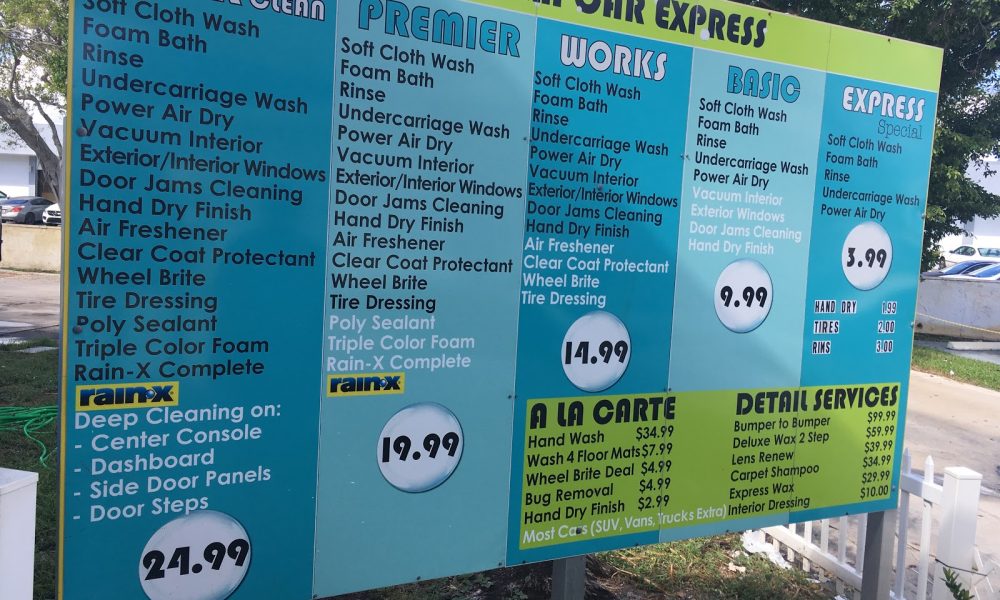 CAR EXPRESS
CLEAN
Soft Cloth Wash
Foam Bath
Rinse
Undercarriage Wash
Power Air Dry
Vacuum Interior
Exterior/Interior Windows
Door Jams Cleaning
Hand Dry Finish
Air Freshener
Clear Coat Protectant
Wheel Brite
Tire Dressing
Poly Sealant
Triple Color Foam
Rain-X Complete
rain-x
Deep Cleaning on:
- Center Console
- Dashboard
- Side Door Panels
- Door Steps
24.99
PREMIER
Soft Cloth Wash
Foam Bath
Rinse
Undercarriage Wash
Power Air Dry
Vacuum Interior
Exterior/Interior Windows
Door Jams Cleaning
Hand Dry Finish
Air Freshener
Clear Coat Protectant
Wheel Brite
Tire Dressing
Poly Sealant
Triple Color Foam
Rain-X Complete
rain-x
19.99
WORKS
Soft Cloth Wash
Foam Bath
Rinse
Undercarriage Wash
Power Air Dry
Vacuum Interior
Exterior/Interior Windows
Door Jams Cleaning
Hand Dry Finish
Air Freshener
Clear Coat Protectant
Wheel Brite
Tire Dressing
14.99
BASIC
Soft Cloth Wash
Foam Bath
Rinse
Undercarriage Wash
Power Air Dry
Vacuum Interior
Exterior Windows
Door Jams Cleaning
Hand Dry Finish
9.99
EXPRESS
Special
Soft Cloth Wash
Foam Bath
Rinse
Undercarriage Wash
Power Air Dry
3.99
HAND DRY 1.99
TIRES 2.00
RIMS 3.00
A LA CARTE
Hand Wash $34.99
Wash 4 Floor Mats $7.99
Wheel Brite Deal $4.99
Bug Removal $4.99
Hand Dry Finish $2.99
Most Cars (SUV, Vans, Trucks Extra)
DETAIL SERVICES
Bumper to Bumper $99.99
Deluxe Wax 2 Step $59.99
Lens Renew $39.99
Carpet Shampoo $34.99
Express Wax $29.99
Interior Dressing $10.00